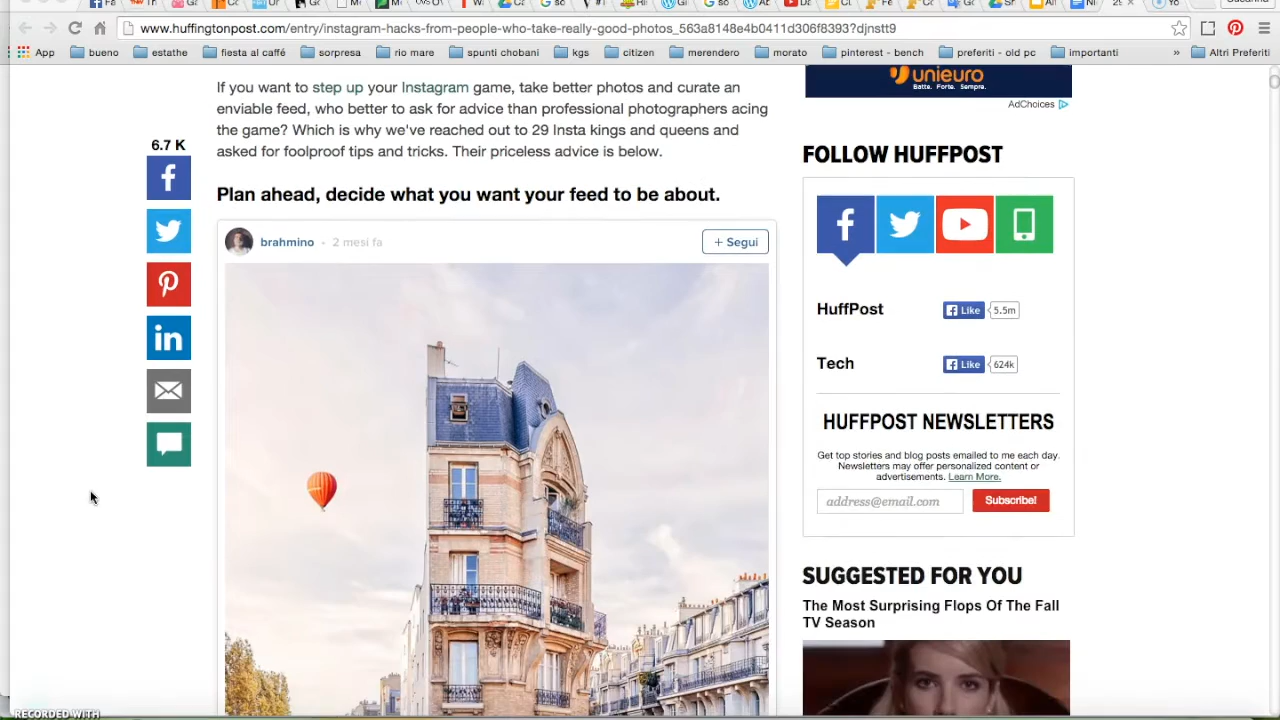 www.huffingtonpost.com/entry/instagram-hacks-from-people-who-take-really-good-photos_563a8148e4b0411d306f8393?djnstt9
App bueno estathe fiesta al caffé sorpresa rio mare spunti chobani kgs citizen merendero morato pinterest - bench preferiti - old pc importanti » Altri Preferiti
If you want to step up your Instagram game, take better photos and curate an
enviable feed, who better to ask for advice than professional photographers acing
the game? Which is why we've reached out to 29 Insta kings and queens and
asked for foolproof tips and tricks. Their priceless advice is below.
6.7 K
Plan ahead, decide what you want your feed to be about.
brahmino · 2 mesi fa
+ Segui
unieuro
Batte. Forte. Sempre.
AdChoices
FOLLOW HUFFPOST
HuffPost Like 5.5m
Tech Like 624k
HUFFPOST NEWSLETTERS
Get top stories and blog posts emailed to me each day.
Newsletters may offer personalized content or
advertisements. Learn More.
address@email.com Subscribe!
SUGGESTED FOR YOU
The Most Surprising Flops Of The Fall
TV Season
RECORDED WITH